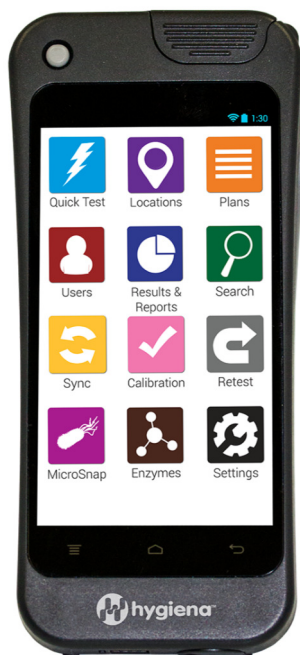 1:30
Quick Test
Locations
Plans
Users
Results &
Reports
Search
Sync
Calibration
Retest
MicroSnap
Enzymes
Settings
hygiena